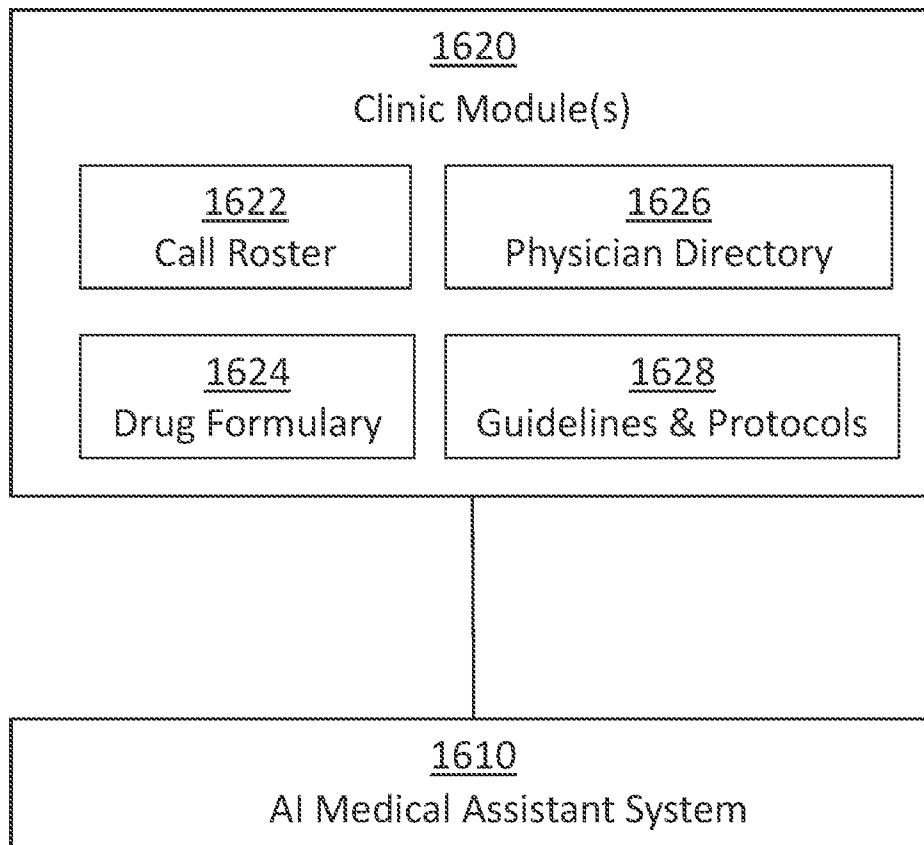 1620
Clinic Module(s)
1622
Call Roster
1626
Physician Directory
1624
Drug Formulary
1628
Guidelines & Protocols
1610
AI Medical Assistant System